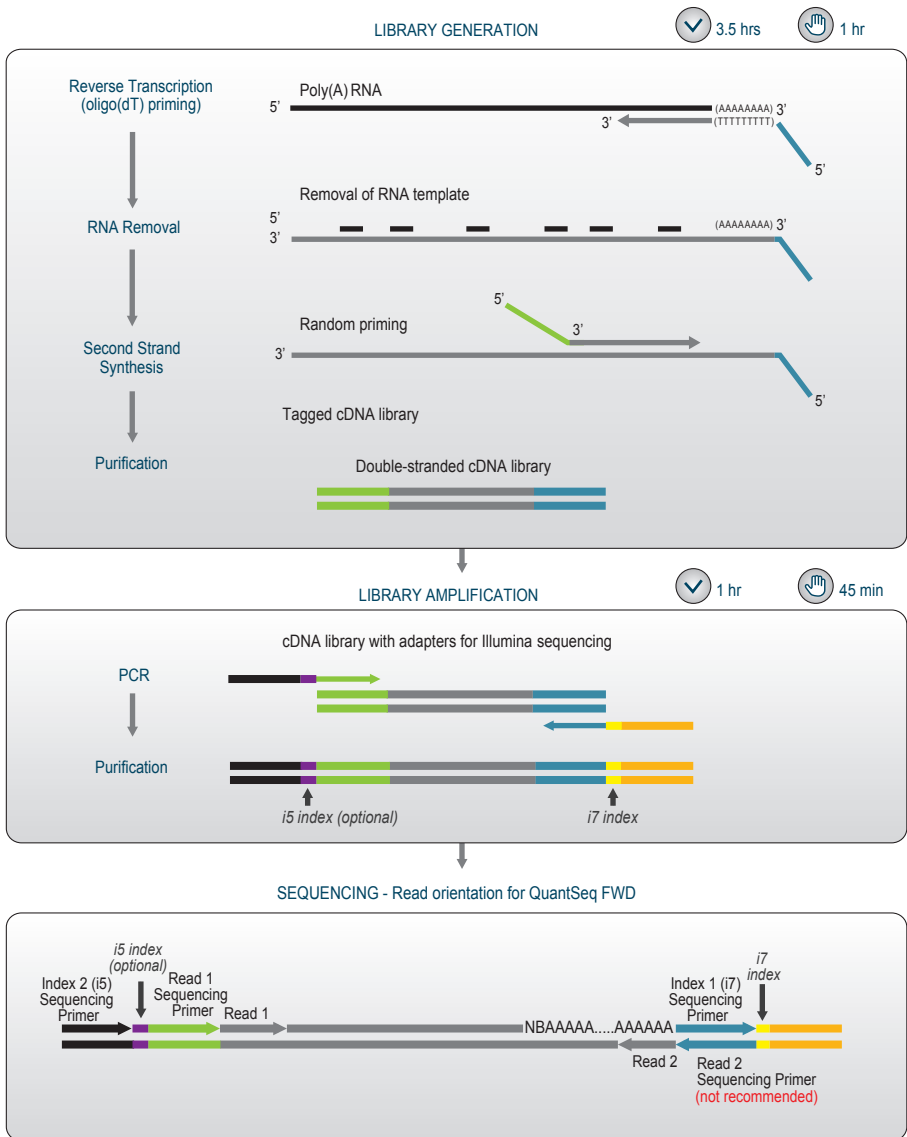 LIBRARY GENERATION
3.5 hrs
1 hr
Reverse Transcription
(oligo(dT) priming)
Poly(A) RNA
5’
(AAAAAAAA) 3’
3’
(TTTTTTTTT)
5’
Removal of RNA template
RNA Removal
5’
3’
(AAAAAAAA) 3’
5’
3’
Random priming
Second Strand
Synthesis
3’
5’
Tagged cDNA library
Purification
Double-stranded cDNA library
LIBRARY AMPLIFICATION
1 hr
45 min
cDNA library with adapters for Illumina sequencing
PCR
Purification
i5 index (optional)
i7 index
SEQUENCING - Read orientation for QuantSeq FWD
i5 index
(optional)
i7
index
Index 2 (i5)
Sequencing
Primer
Read 1
Sequencing
Primer
Read 1
Index 1 (i7)
Sequencing
Primer
NBAAAAA.....AAAAAA
Read 2
Read 2
Sequencing Primer
(not recommended)